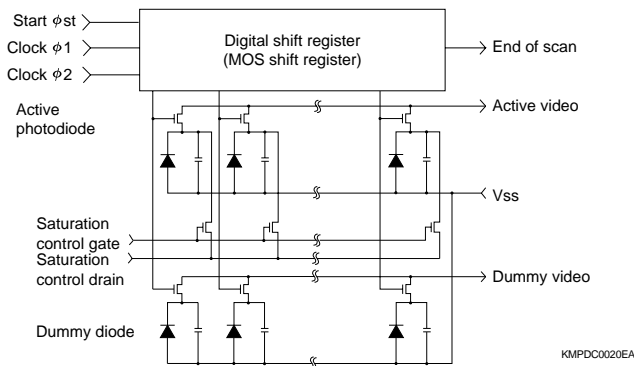 Start ϕst
Clock ϕ1
Clock ϕ2
Digital shift register
(MOS shift register)
End of scan
Active
photodiode
Active video
Vss
Saturation
control gate
Saturation
control drain
Dummy video
Dummy diode
KMPDC0020EA